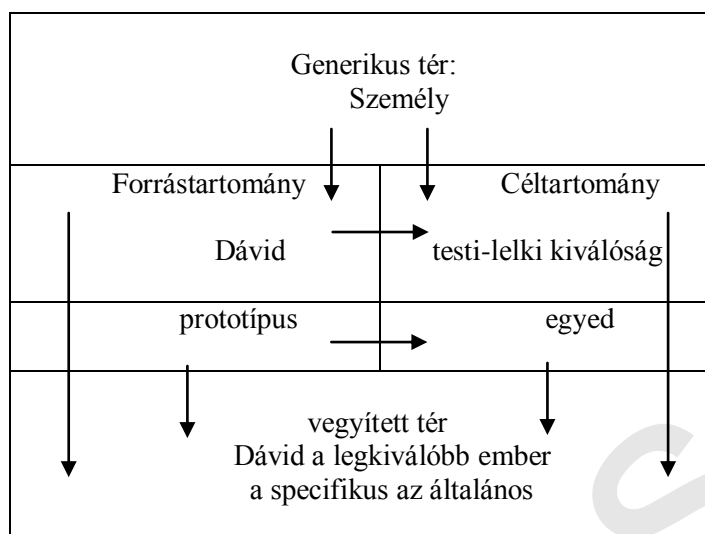 Generikus tér:
Személy
Forrástartomány Céltartomány
Dávid testi-lelki kiválóság
prototípus egyed
vegyített tér
Dávid a legkiválóbb ember
a specifikus az általános